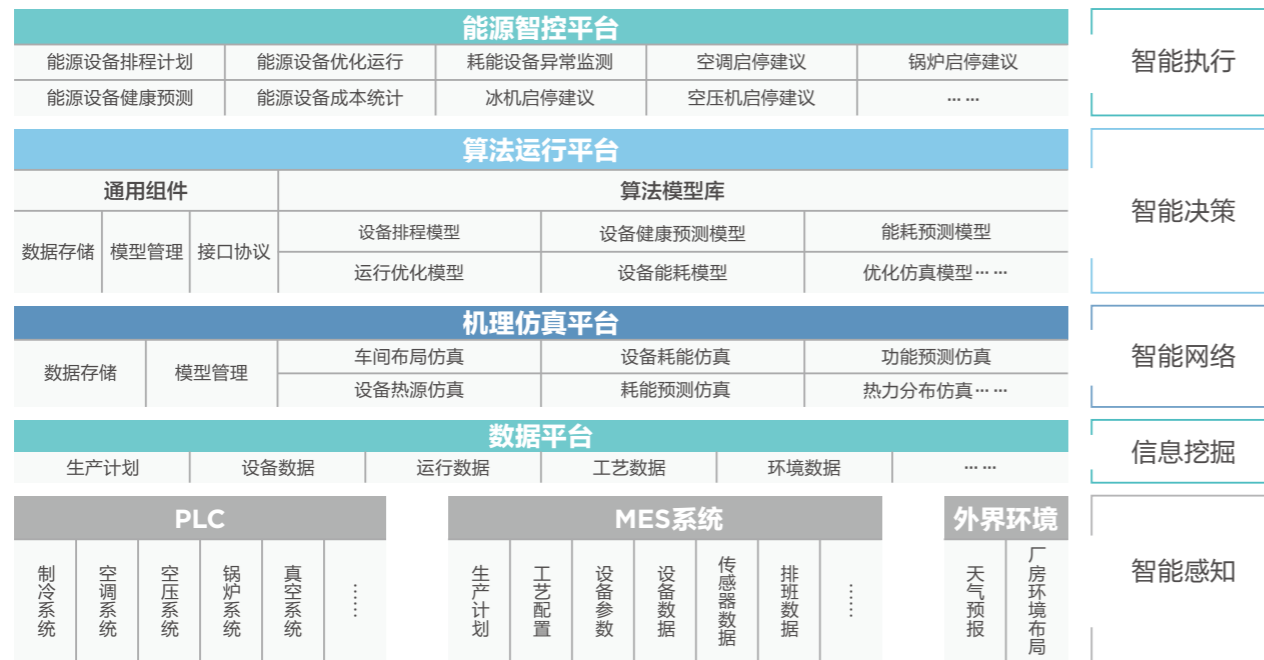 能源智控平台
能源设备排程计划 能源设备优化运行 耗能设备异常监测 空调启停建议 锅炉启停建议
能源设备健康预测 能源设备成本统计 冰机启停建议 空压机启停建议 … …
智能执行
算法运行平台
通用组件 算法模型库
数据存储 模型管理 接口协议
设备排程模型 设备健康预测模型 能耗预测模型
运行优化模型 设备能耗模型 优化仿真模型… …
智能决策
机理仿真平台
数据存储 模型管理
车间布局仿真 设备耗能仿真 功能预测仿真
设备热源仿真 耗能预测仿真 热力分布仿真… …
智能网络
数据平台
生产计划 设备数据 运行数据 工艺数据 环境数据 … …
信息挖掘
PLC
制冷系统
空调系统
空压系统
锅炉系统
真空系统
……
MES系统
生产计划
工艺配置
设备参数
设备数据
传感器数据
排班数据
……
外界环境
天气预报
厂房环境布局
智能感知